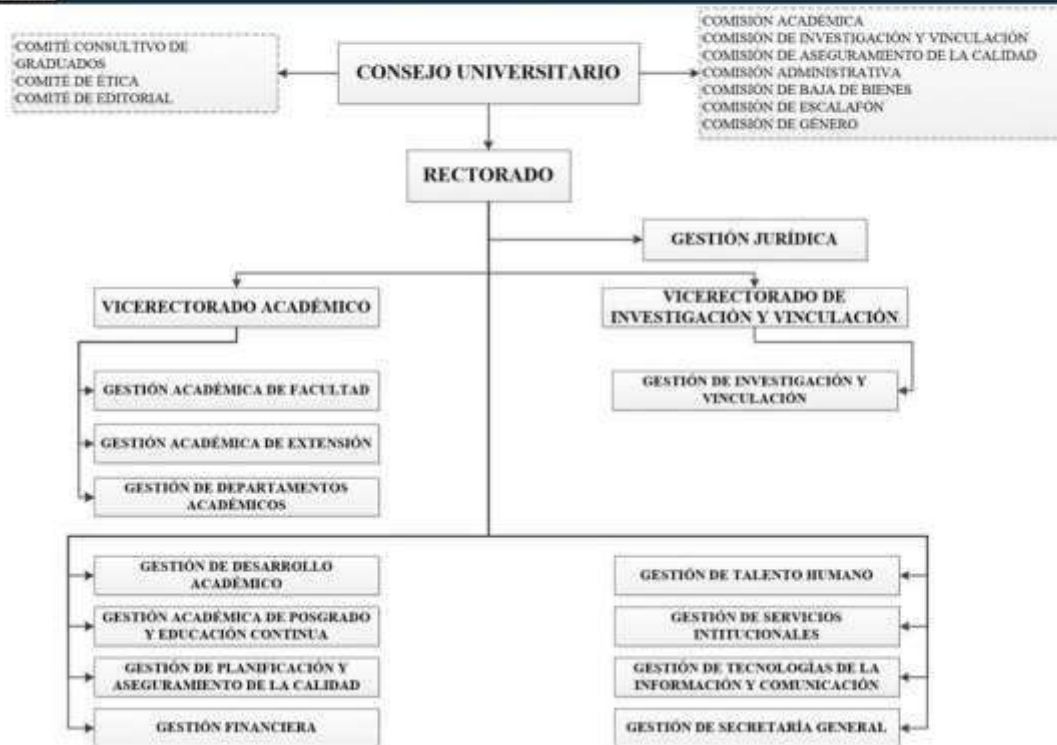 COMITÉ CONSULTIVO DE
GRADUADOS
COMITÉ DE ÉTICA
COMITÉ DE EDITORIAL
CONSEJO UNIVERSITARIO
COMISIÓN ACADÉMICA
COMISIÓN DE INVESTIGACIÓN Y VINCULACIÓN
COMISIÓN DE ASEGURAMIENTO DE LA CALIDAD
COMISIÓN ADMINISTRATIVA
COMISIÓN DE BAJA DE BIENES
COMISIÓN DE ESCALAFÓN
COMISIÓN DE GÉNERO
RECTORADO
GESTIÓN JURÍDICA
VICERECTORADO ACADÉMICO
VICERECTORADO DE
INVESTIGACIÓN Y VINCULACIÓN
GESTIÓN ACADÉMICA DE FACULTAD
GESTIÓN ACADÉMICA DE EXTENSIÓN
GESTIÓN DE DEPARTAMENTOS
ACADÉMICOS
GESTIÓN DE INVESTIGACIÓN Y
VINCULACIÓN
GESTIÓN DE DESARROLLO
ACADÉMICO
GESTIÓN ACADÉMICA DE POSGRADO
Y EDUCACIÓN CONTINUA
GESTIÓN DE PLANIFICACIÓN Y
ASEGURAMIENTO DE LA CALIDAD
GESTIÓN FINANCIERA
GESTIÓN DE TALENTO HUMANO
GESTIÓN DE SERVICIOS
INTITUCIONALES
GESTIÓN DE TECNOLOGÍAS DE LA
INFORMACIÓN Y COMUNICACIÓN
GESTIÓN DE SECRETARÍA GENERAL